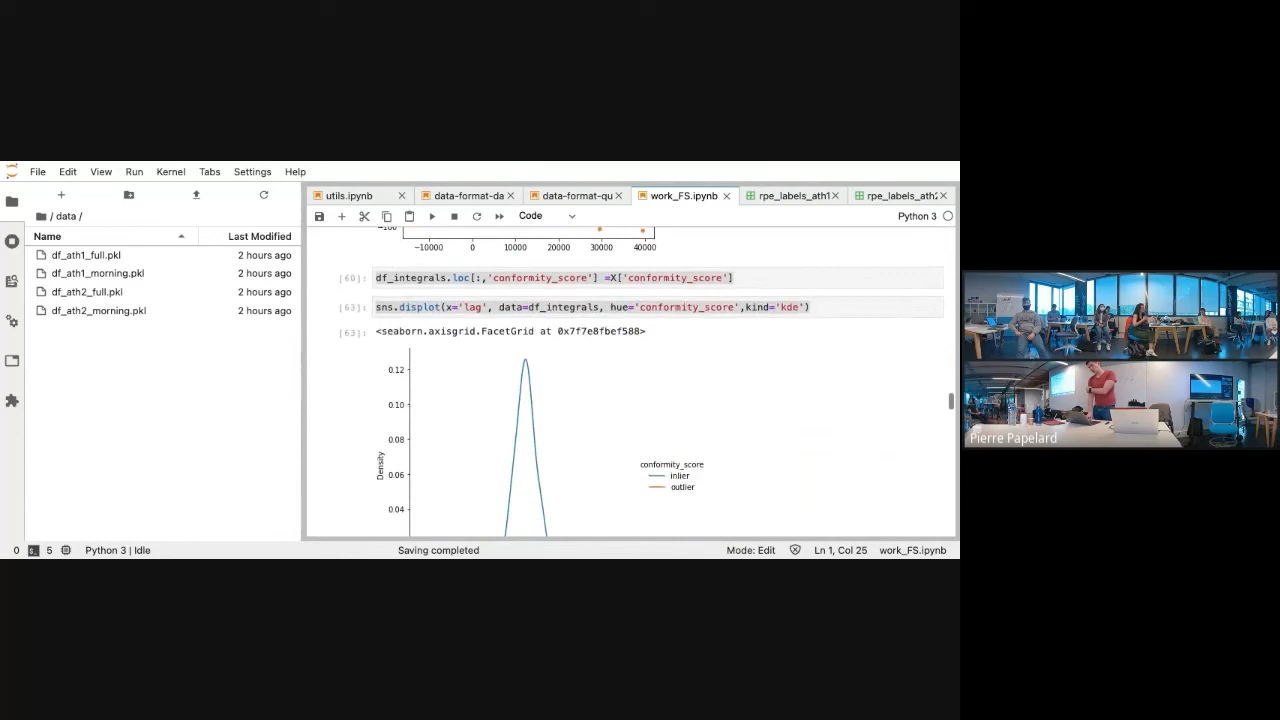 File Edit View Run Kernel Tabs Settings Help
/ data /
Name Last Modified
df_ath1_full.pkl 2 hours ago
df_ath1_morning.pkl 2 hours ago
df_ath2_full.pkl 2 hours ago
df_ath2_morning.pkl 2 hours ago
utils.ipynb data-format-da data-format-qu work_FS.ipynb rpe_labels_ath1 rpe_labels_ath2
Code Python 3
-100
-10000 0 10000 20000 30000 40000
[60]: df_integrals.loc[:,'conformity_score'] =X['conformity_score']
[63]: sns.displot(x='lag', data=df_integrals, hue='conformity_score',kind='kde')
[63]: <seaborn.axisgrid.FacetGrid at 0x7f7e8fbef588>
0.12
0.10
0.08
0.06
0.04
Density
conformity_score
inlier
outlier
0 5 Python 3 | Idle Saving completed Mode: Edit Ln 1, Col 25 work_FS.ipynb
Pierre Papelard